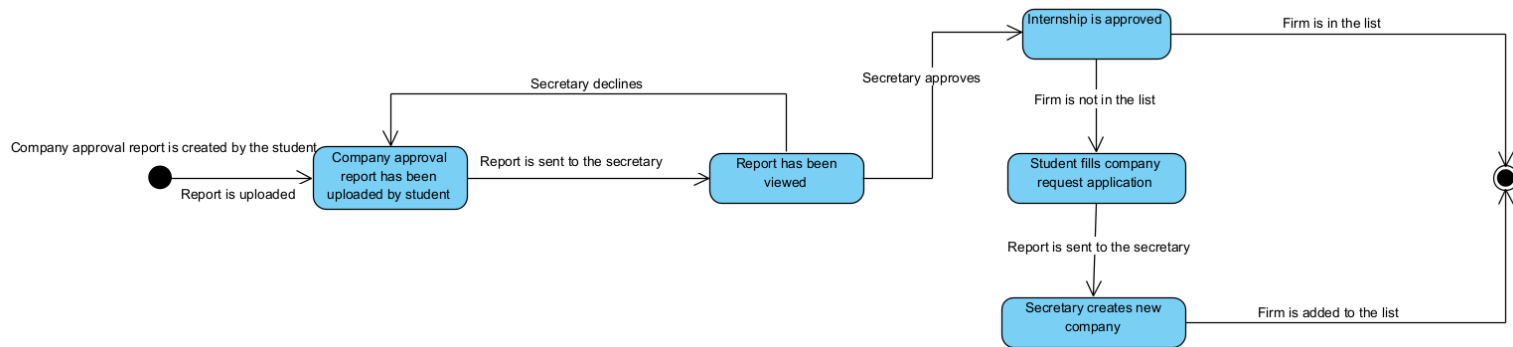 Internship is approved
Firm is in the list
Secretary approves
Secretary declines
Firm is not in the list
Company approval report is created by the student
Company approval
report has been
uploaded by student
Report is sent to the secretary
Report has been
viewed
Student fills company
request application
Report is uploaded
Report is sent to the secretary
Secretary creates new
company
Firm is added to the list